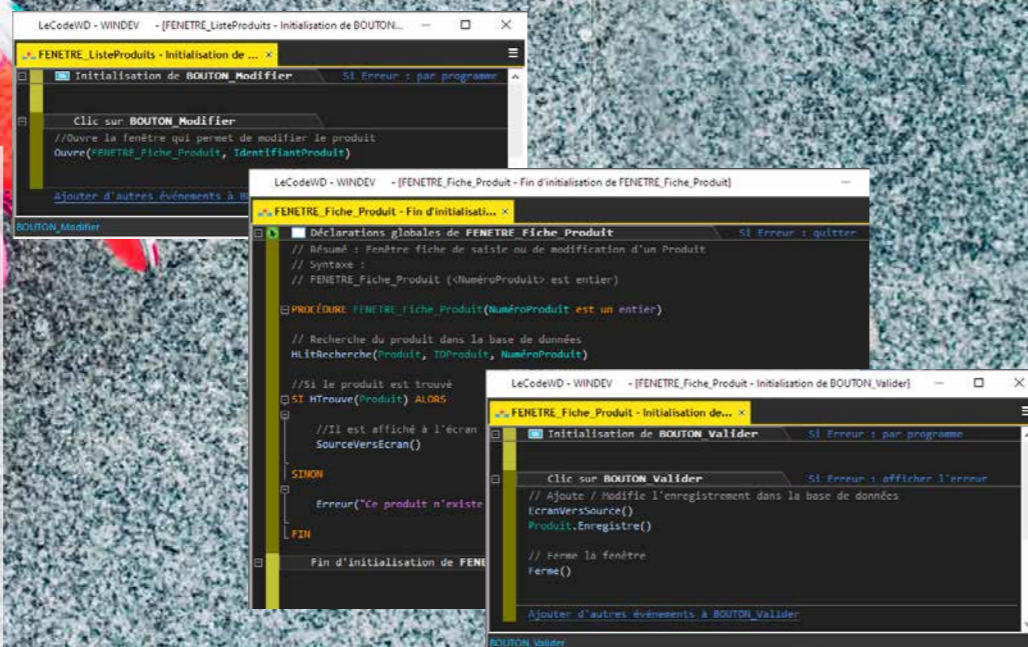 LeCodeWD - WINDEV - [FENETRE_ListeProduits - Initialisation de BOUTON...
FENETRE_ListeProduits - Initialisation de ... ×
Initialisation de BOUTON_Modifier Si Erreur : par programme
Clic sur BOUTON_Modifier
//Ouvre la fenêtre qui permet de modifier le produit
Ouvre(FENETRE_Fiche_Produit, IdentifiantProduit)
Ajouter d'autres événements à
BOUTON_Modifier
LeCodeWD - WINDEV - [FENETRE_Fiche_Produit - Fin d'initialisation de FENETRE_Fiche_Produit]
FENETRE_Fiche_Produit - Fin d'initialisati... ×
Déclarations globales de FENETRE_Fiche_Produit Si Erreur : quitter
// Résumé : Fenêtre fiche de saisie ou de modification d'un Produit
// Syntaxe :
// FENETRE_Fiche_Produit (<NuméroProduit> est entier)
PROCÉDURE FENETRE_Fiche_Produit(NuméroProduit est un entier)
// Recherche du produit dans la base de données
HLitRecherche(Produit, IDProduit, NuméroProduit)
//Si le produit est trouvé
SI HTrouve(Produit) ALORS
//Il est affiché à l'écran
SourceVersEcran()
SINON
Erreur("Ce produit n'existe
FIN
Fin d'initialisation de FENE
LeCodeWD - WINDEV - [FENETRE_Fiche_Produit - Initialisation de BOUTON_Valider]
FENETRE_Fiche_Produit - Initialisation de... ×
Initialisation de BOUTON_Valider Si Erreur : par programme
Clic sur BOUTON_Valider Si Erreur : afficher l'erreur
// Ajoute / Modifie l'enregistrement dans la base de données
EcranVersSource()
Produit.Enregistre()
// Ferme la fenêtre
Ferme()
Ajouter d'autres événements à BOUTON_Valider
BOUTON_Valider